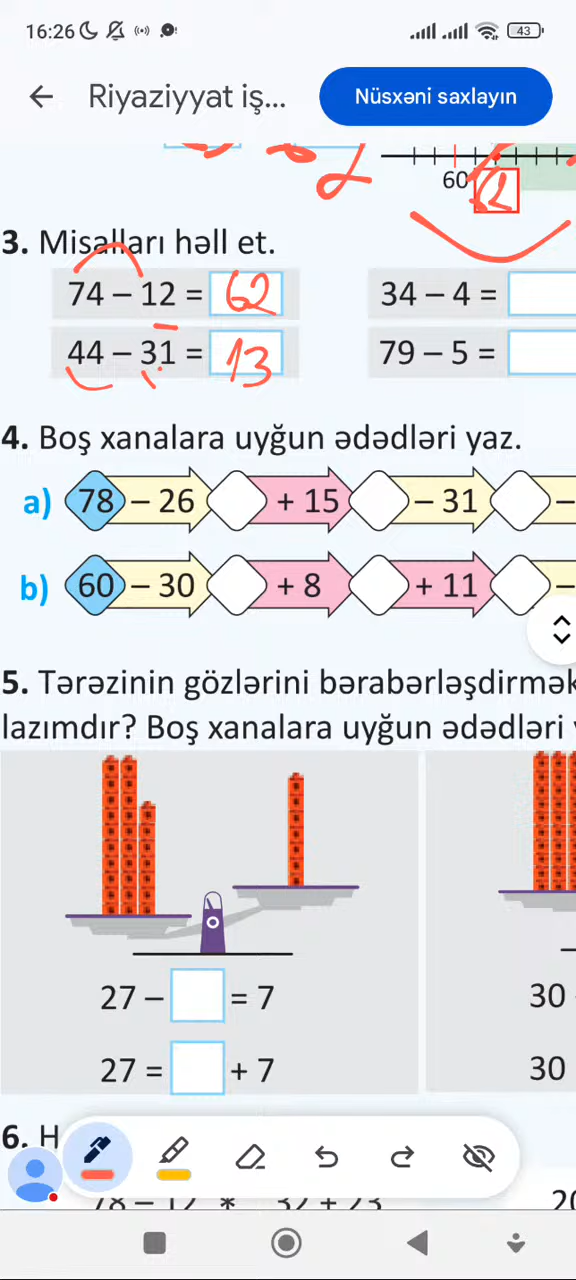 16:26 43
Riyaziyyat iş... Nüsxəni saxlayın
60 12
3. Misalları həll et.
74 – 12 = 62 34 – 4 =
44 – 31 = 13 79 – 5 =
4. Boş xanalara uyğun ədədləri yaz.
a) 78 – 26 + 15 – 31 –
b) 60 – 30 + 8 + 11 –
5. Tərəzinin gözlərini bərabərləşdirmək
lazımdır? Boş xanalara uyğun ədədləri
27 – = 7 30
27 = + 7 30
6. H